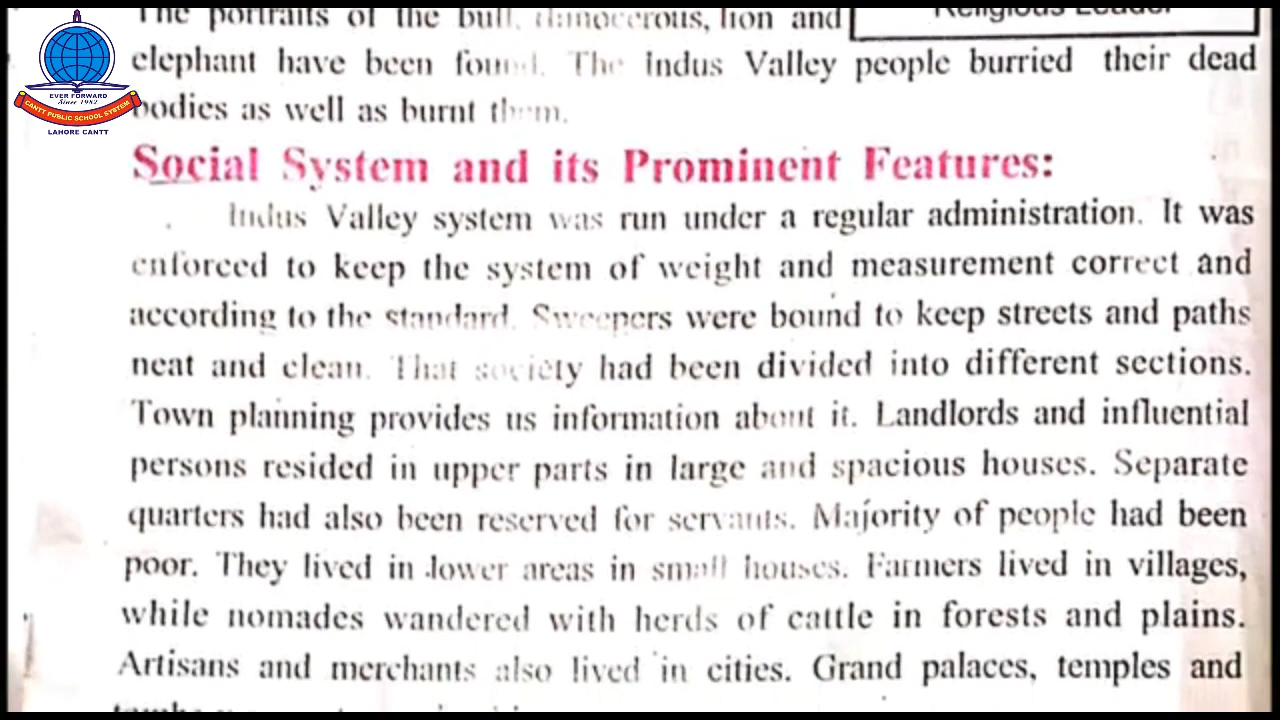 The portraits of the bull, rhinocerous, lion and
Religious Leader
elephant have been found. The Indus Valley people burried their dead
bodies as well as burnt them.
EVER FORWARD
Since 1982
CANTT PUBLIC SCHOOL SYSTEM
LAHORE CANTT
Social System and its Prominent Features:
Indus Valley system was run under a regular administration. It was
enforced to keep the system of weight and measurement correct and
according to the standard. Sweepers were bound to keep streets and paths
neat and clean. That society had been divided into different sections.
Town planning provides us information about it. Landlords and influential
persons resided in upper parts in large and spacious houses. Separate
quarters had also been reserved for servants. Majority of people had been
poor. They lived in lower areas in small houses. Farmers lived in villages,
while nomades wandered with herds of cattle in forests and plains.
Artisans and merchants also lived in cities. Grand palaces, temples and